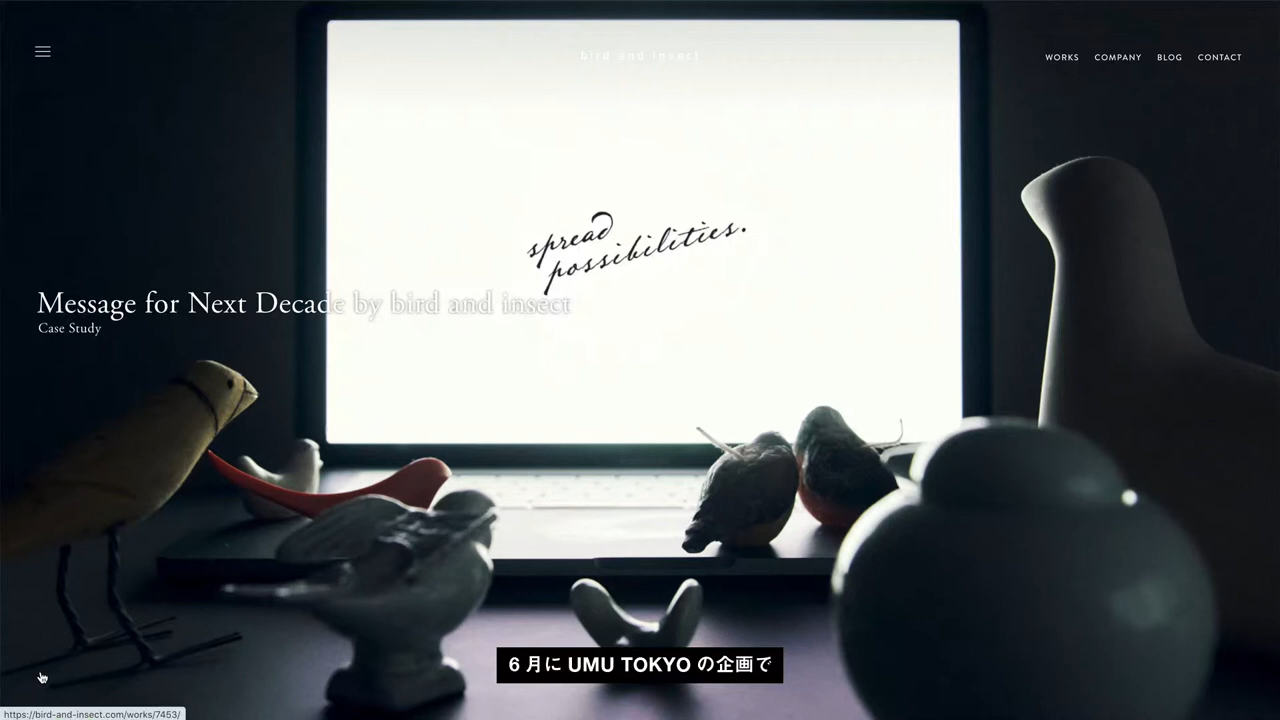 bird and insect
WORKS COMPANY BLOG CONTACT
spread
possibilities.
Message for Next Decade by bird and insect
Case Study
6月に UMU TOKYO の企画で
https://bird-and-insect.com/works/7453/